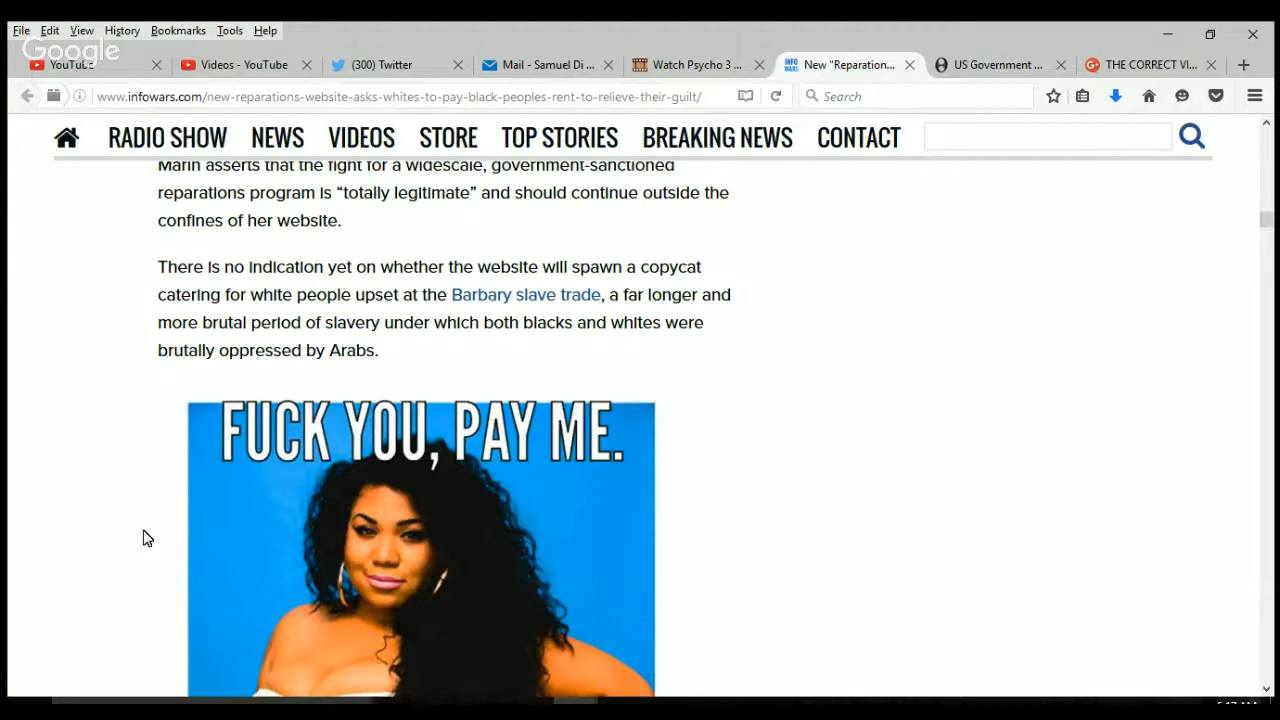 File Edit View History Bookmarks Tools Help
Google
YouTube
Videos - YouTube
(300) Twitter
Mail - Samuel Di ...
Watch Psycho 3 ...
INFO WARS
New "Reparation...
US Government ...
THE CORRECT VI...
www.infowars.com/new-reparations-website-asks-whites-to-pay-black-peoples-rent-to-relieve-their-guilt/
Search
RADIO SHOW NEWS VIDEOS STORE TOP STORIES BREAKING NEWS CONTACT
Marin asserts that the fight for a widescale, government-sanctioned
reparations program is “totally legitimate” and should continue outside the
confines of her website.
There is no indication yet on whether the website will spawn a copycat
catering for white people upset at the Barbary slave trade, a far longer and
more brutal period of slavery under which both blacks and whites were
brutally oppressed by Arabs.
FUCK YOU, PAY ME.